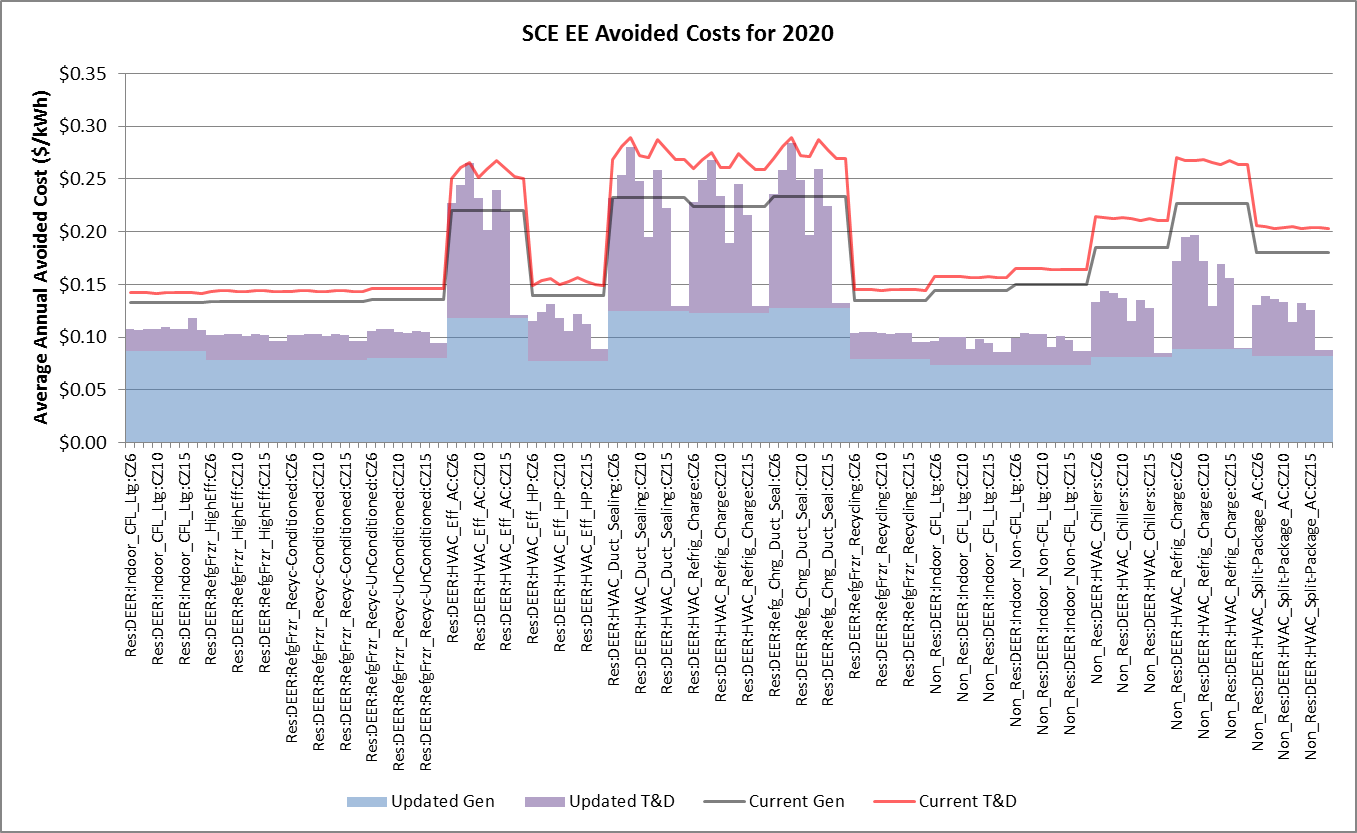 SCE EE Avoided Costs for 2020
Average Annual Avoided Cost ($/kWh)
$0.35
$0.30
$0.25
$0.20
$0.15
$0.10
$0.05
$0.00
Res:DEER:Indoor_CFL_Ltg:CZ6
Res:DEER:Indoor_CFL_Ltg:CZ10
Res:DEER:Indoor_CFL_Ltg:CZ15
Res:DEER:RefgFrzr_HighEff:CZ6
Res:DEER:RefgFrzr_HighEff:CZ10
Res:DEER:RefgFrzr_HighEff:CZ15
Res:DEER:RefgFrzr_Recyc-Conditioned:CZ6
Res:DEER:RefgFrzr_Recyc-Conditioned:CZ10
Res:DEER:RefgFrzr_Recyc-Conditioned:CZ15
Res:DEER:RefgFrzr_Recyc-UnConditioned:CZ6
Res:DEER:RefgFrzr_Recyc-UnConditioned:CZ10
Res:DEER:RefgFrzr_Recyc-UnConditioned:CZ15
Res:DEER:HVAC_Eff_AC:CZ6
Res:DEER:HVAC_Eff_AC:CZ10
Res:DEER:HVAC_Eff_AC:CZ15
Res:DEER:HVAC_Eff_HP:CZ6
Res:DEER:HVAC_Eff_HP:CZ10
Res:DEER:HVAC_Eff_HP:CZ15
Res:DEER:HVAC_Duct_Sealing:CZ6
Res:DEER:HVAC_Duct_Sealing:CZ10
Res:DEER:HVAC_Duct_Sealing:CZ15
Res:DEER:HVAC_Refrig_Charge:CZ6
Res:DEER:HVAC_Refrig_Charge:CZ10
Res:DEER:HVAC_Refrig_Charge:CZ15
Res:DEER:Refg_Chrg_Duct_Seal:CZ6
Res:DEER:Refg_Chrg_Duct_Seal:CZ10
Res:DEER:Refg_Chrg_Duct_Seal:CZ15
Res:DEER:RefgFrzr_Recycling:CZ6
Res:DEER:RefgFrzr_Recycling:CZ10
Res:DEER:RefgFrzr_Recycling:CZ15
Non_Res:DEER:Indoor_CFL_Ltg:CZ6
Non_Res:DEER:Indoor_CFL_Ltg:CZ10
Non_Res:DEER:Indoor_CFL_Ltg:CZ15
Non_Res:DEER:Indoor_Non-CFL_Ltg:CZ6
Non_Res:DEER:Indoor_Non-CFL_Ltg:CZ10
Non_Res:DEER:Indoor_Non-CFL_Ltg:CZ15
Non_Res:DEER:HVAC_Chillers:CZ6
Non_Res:DEER:HVAC_Chillers:CZ10
Non_Res:DEER:HVAC_Chillers:CZ15
Non_Res:DEER:HVAC_Refrig_Charge:CZ6
Non_Res:DEER:HVAC_Refrig_Charge:CZ10
Non_Res:DEER:HVAC_Refrig_Charge:CZ15
Non_Res:DEER:HVAC_Split-Package_AC:CZ6
Non_Res:DEER:HVAC_Split-Package_AC:CZ10
Non_Res:DEER:HVAC_Split-Package_AC:CZ15
Updated Gen
Updated T&D
Current Gen
Current T&D